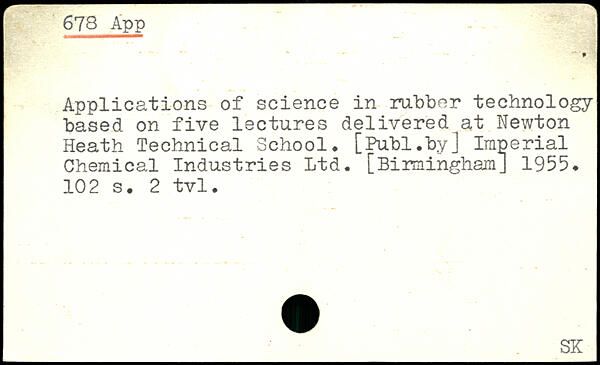 678 App
Applications of science in rubber technology
based on five lectures delivered at Newton
Heath Technical School. [Publ.by] Imperial
Chemical Industries Ltd. [Birmingham] 1955.
102 s. 2 tvl.
SK